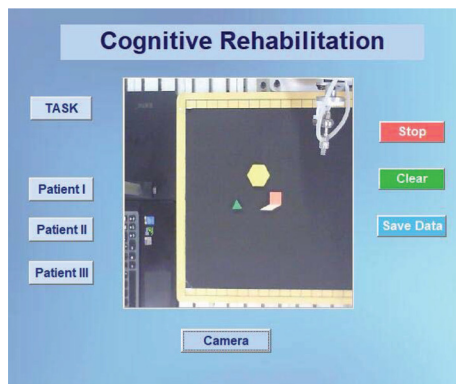 Cognitive Rehabilitation
TASK
Stop
Clear
Patient I
Patient II
Save Data
Patient III
Camera